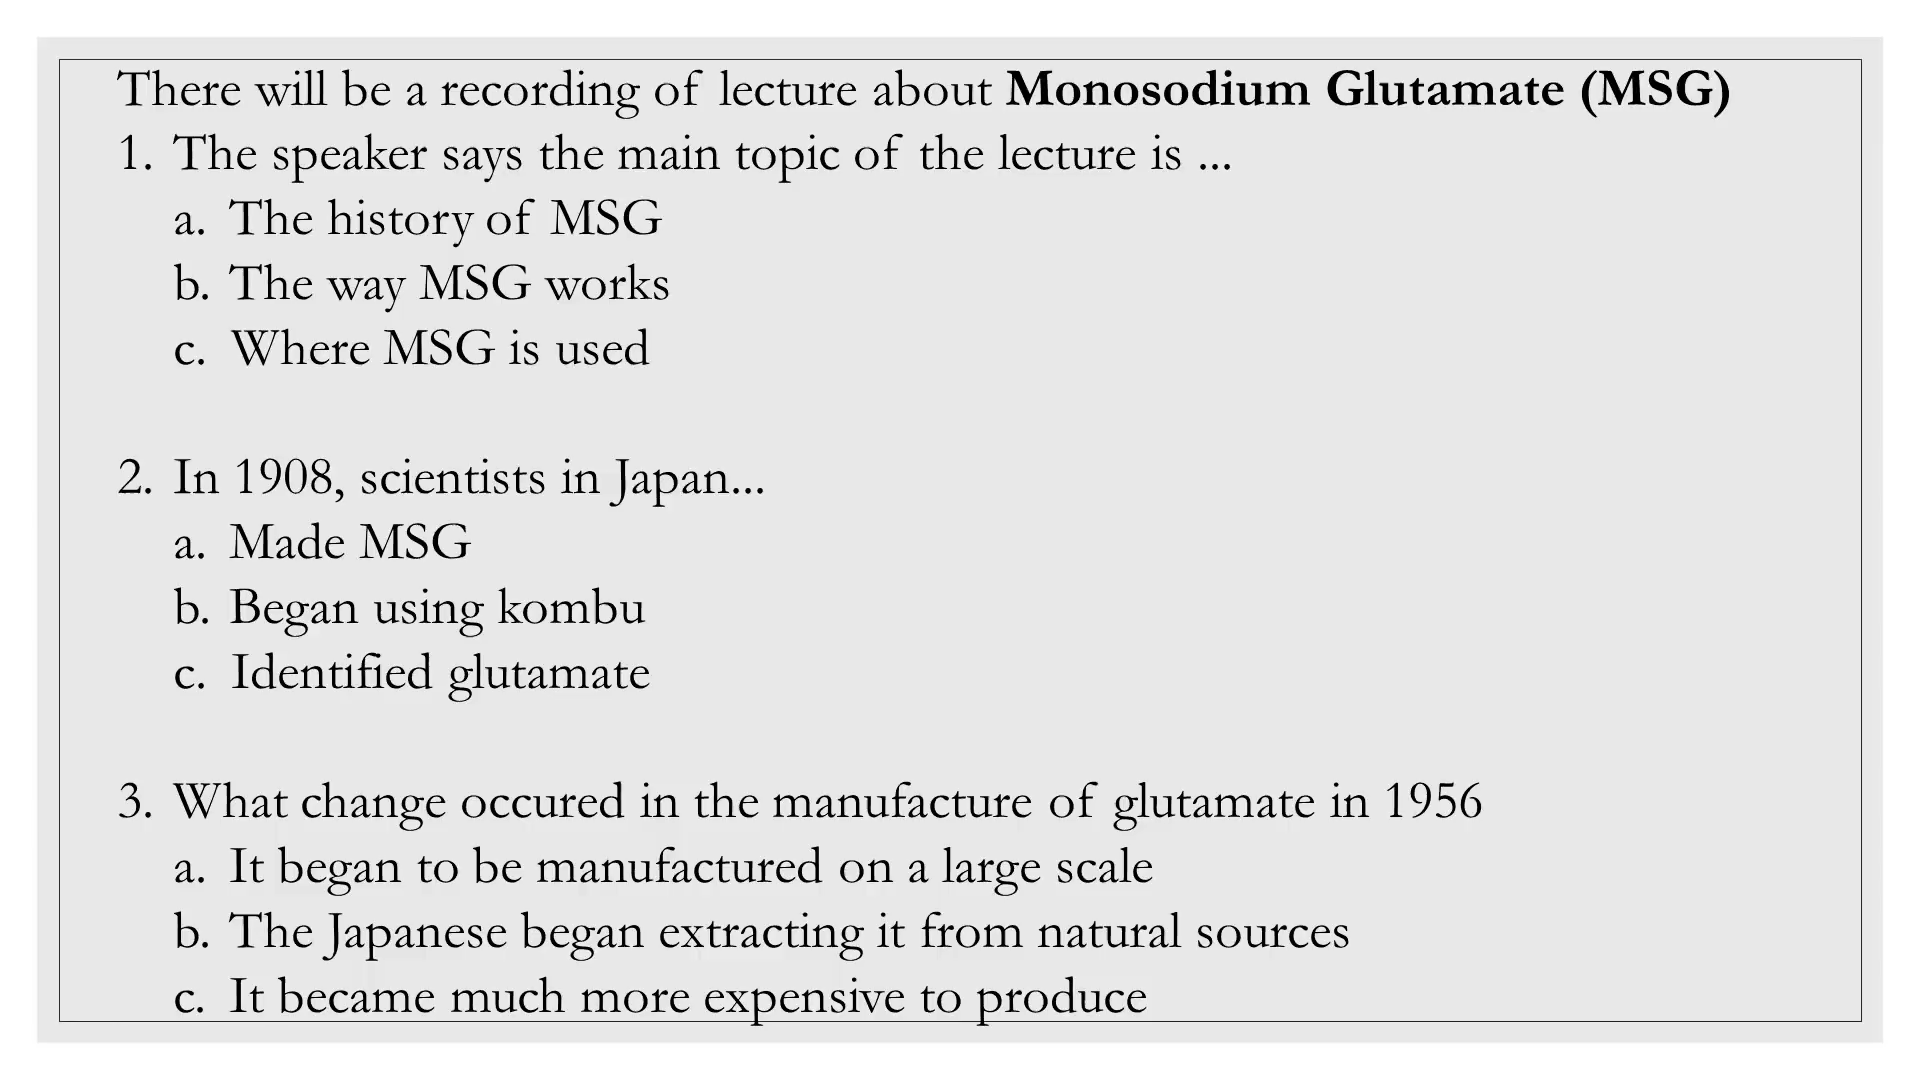 There will be a recording of lecture about Monosodium Glutamate (MSG)
1. The speaker says the main topic of the lecture is ...
a. The history of MSG
b. The way MSG works
c. Where MSG is used
2. In 1908, scientists in Japan...
a. Made MSG
b. Began using kombu
c. Identified glutamate
3. What change occured in the manufacture of glutamate in 1956
a. It began to be manufactured on a large scale
b. The Japanese began extracting it from natural sources
c. It became much more expensive to produce